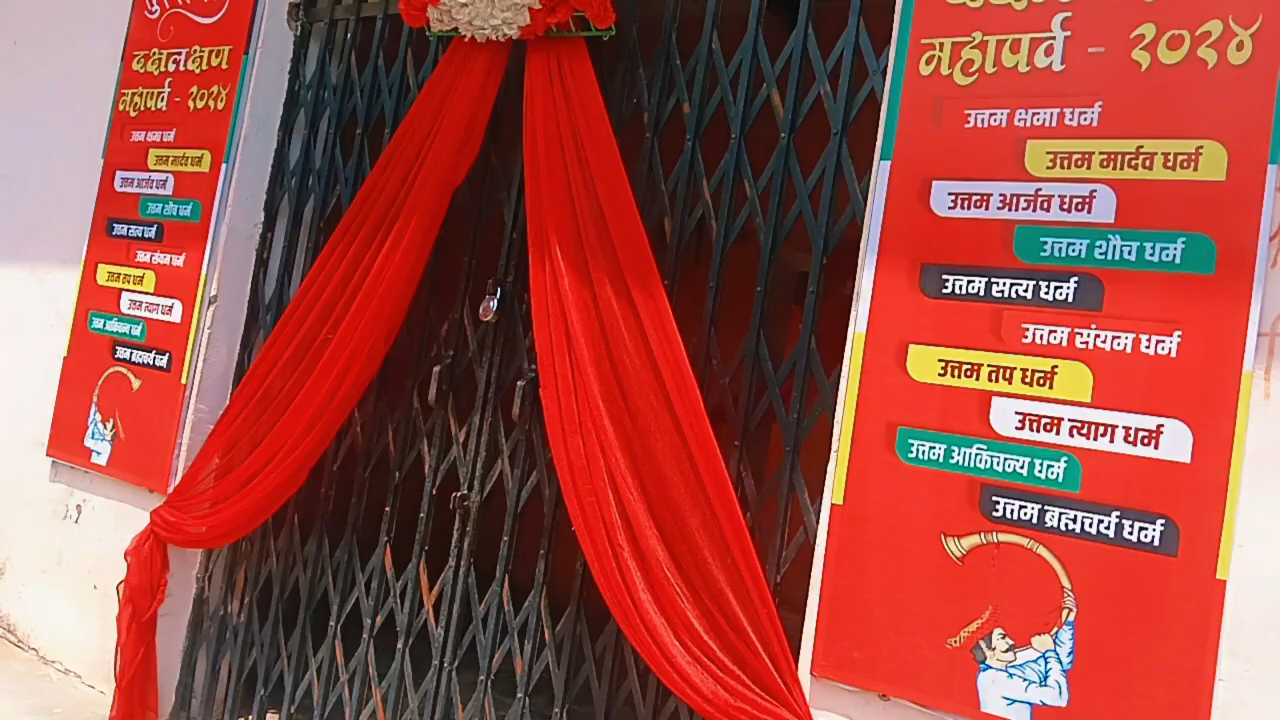 दक्षलक्षण
महापर्व - २०२४
उत्तम क्षमा धर्म
उत्तम मार्दव धर्म
उत्तम आर्जव धर्म
उत्तम शौच धर्म
उत्तम सत्य धर्म
उत्तम संयम धर्म
उत्तम तप धर्म
उत्तम त्याग धर्म
उत्तम आकिचन्य धर्म
उत्तम ब्रह्मचर्य धर्म
महापर्व - २०२४
उत्तम क्षमा धर्म
उत्तम मार्दव धर्म
उत्तम आर्जव धर्म
उत्तम शौच धर्म
उत्तम सत्य धर्म
उत्तम संयम धर्म
उत्तम तप धर्म
उत्तम त्याग धर्म
उत्तम आकिचन्य धर्म
उत्तम ब्रह्मचर्य धर्म